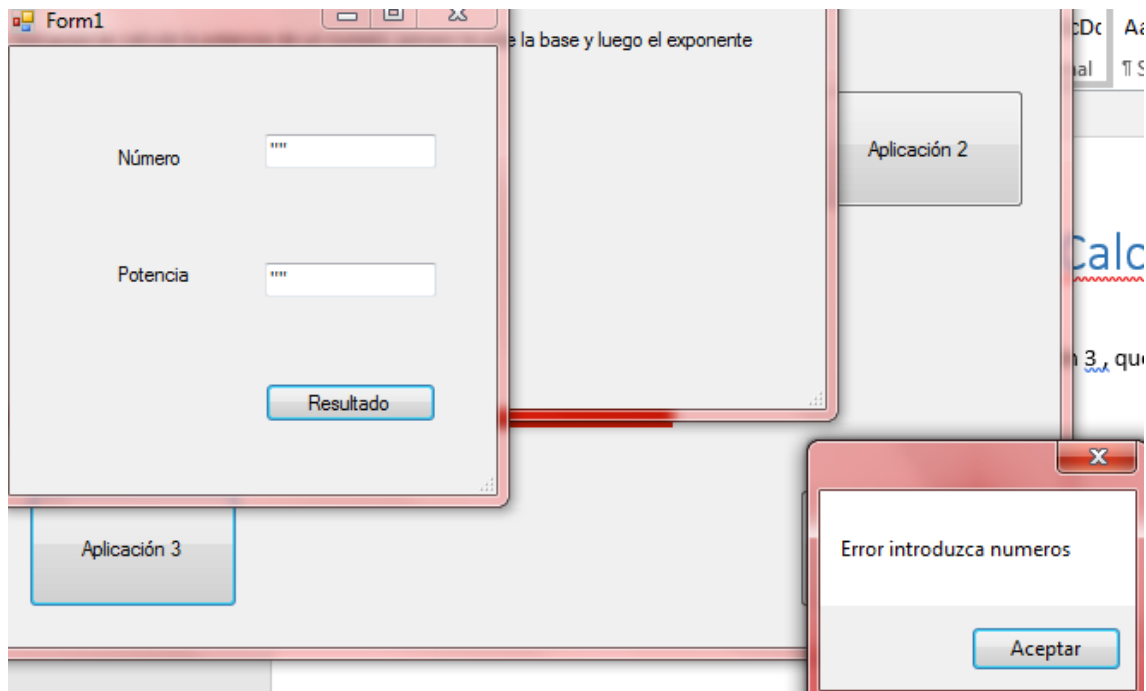 Form1
e la base y luego el exponente
Número
""
Potencia
""
Resultado
Aplicación 2
Aplicación 3
Error introduzca numeros
Aceptar
Calc
3 , que